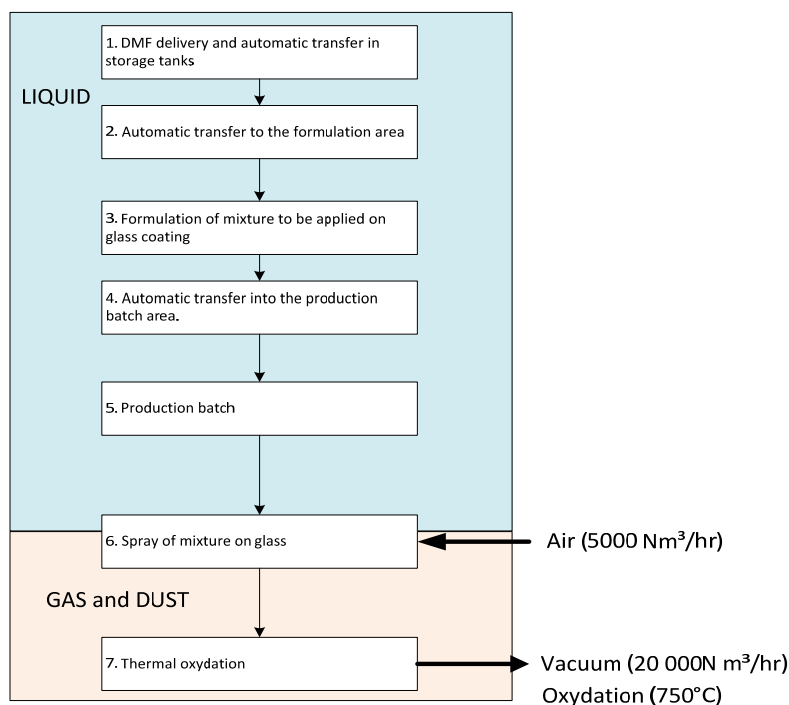 1. DMF delivery and automatic transfer in
storage tanks
LIQUID
2. Automatic transfer to the formulation area
3. Formulation of mixture to be applied on
glass coating
4. Automatic transfer into the production
batch area.
5. Production batch
6. Spray of mixture on glass
Air (5000 Nm³/hr)
GAS and DUST
7. Thermal oxydation
Vacuum (20 000N m³/hr)
Oxydation (750°C)